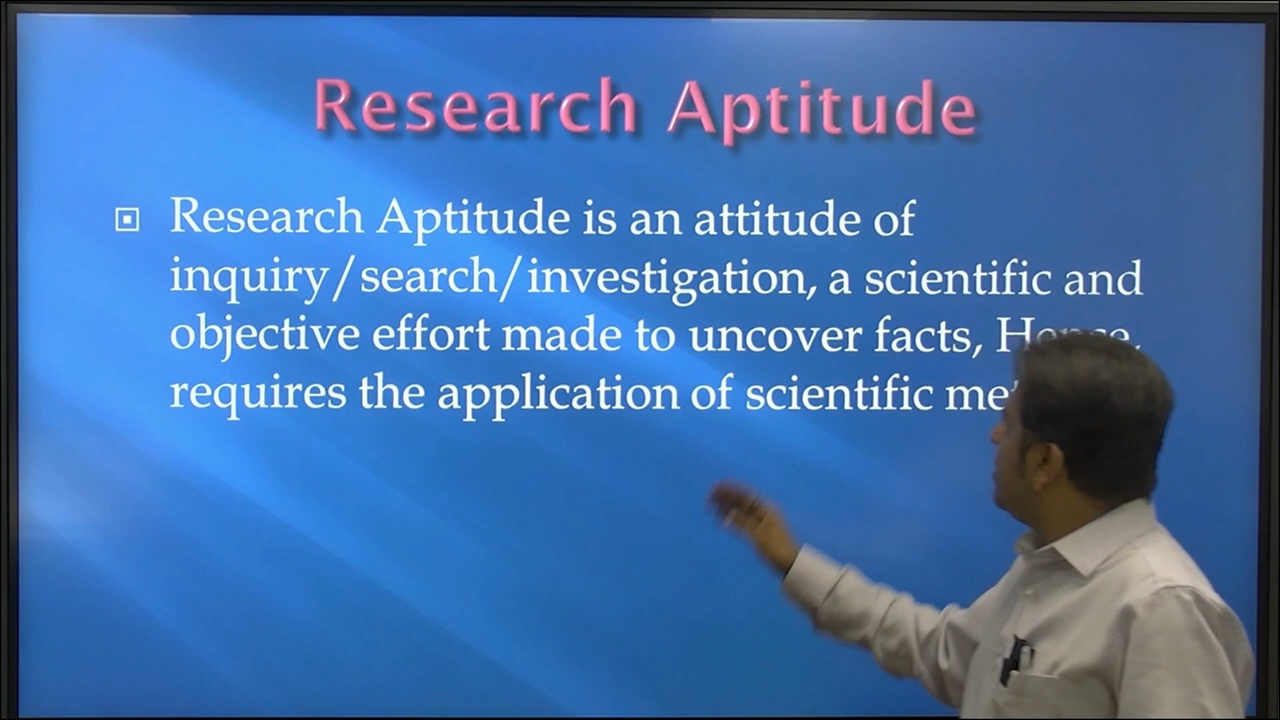 Research Aptitude
Research Aptitude is an attitude of
inquiry/search/investigation, a scientific and
objective effort made to uncover facts, Hence,
requires the application of scientific